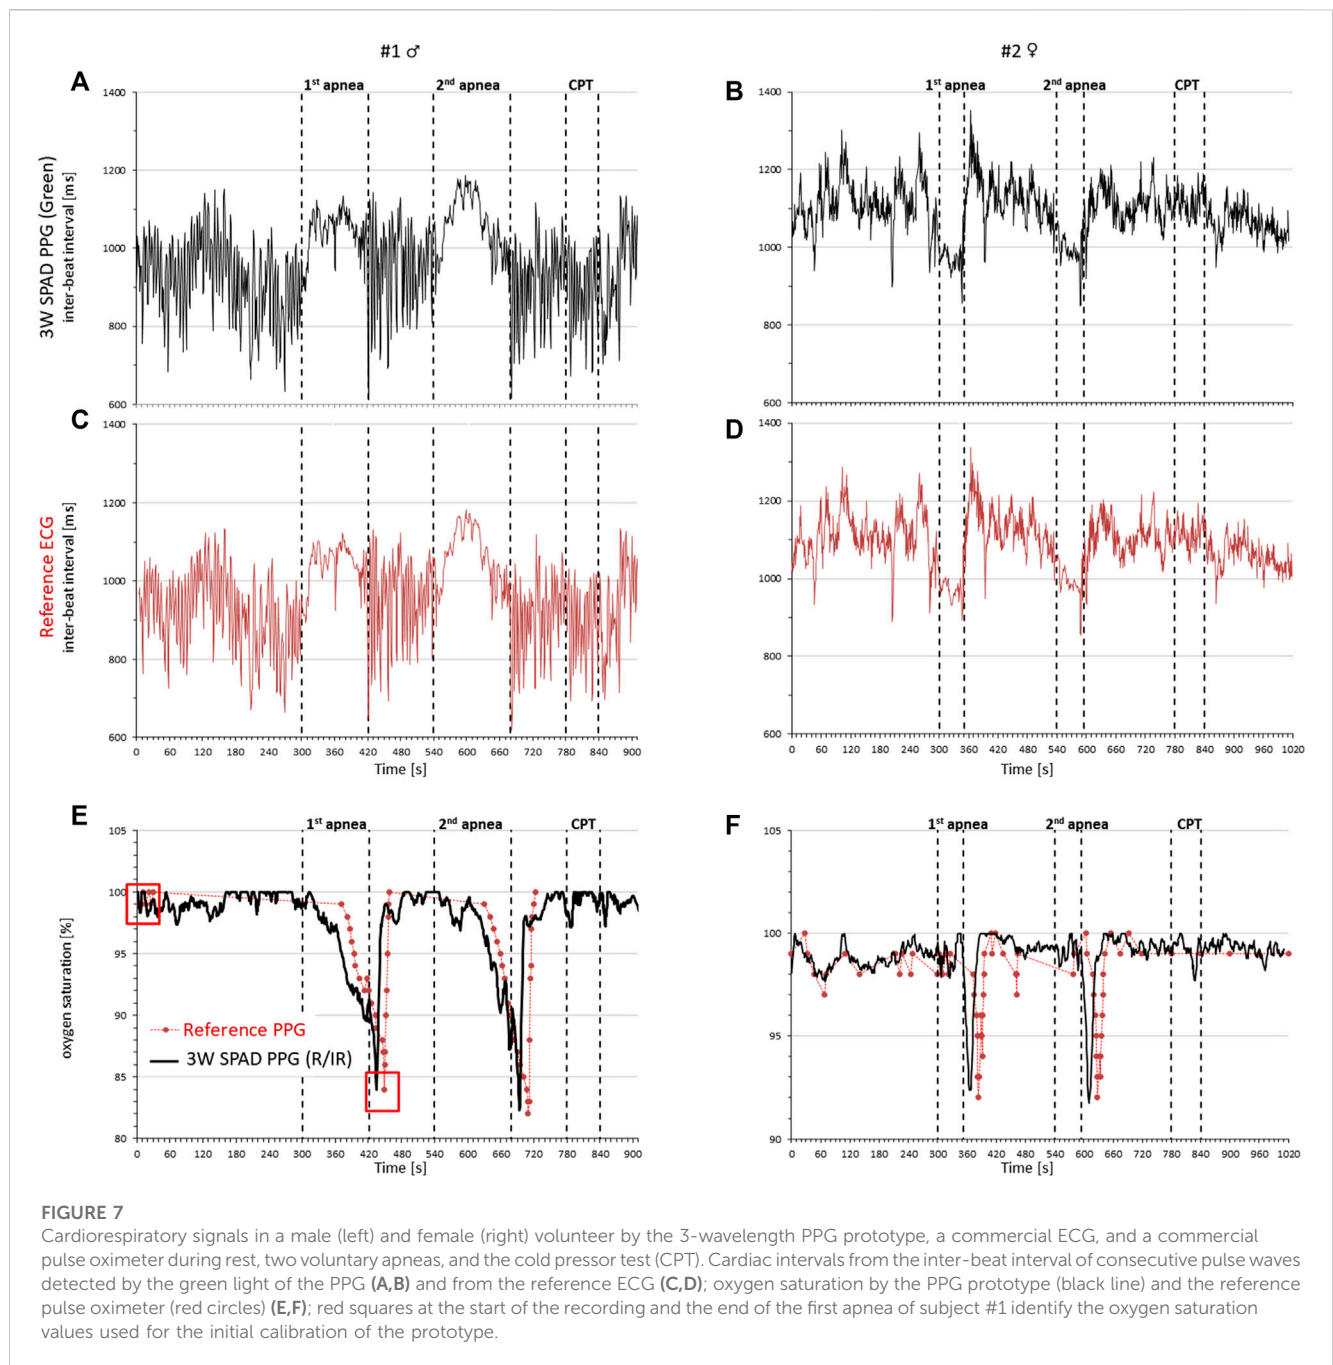 #1 ♂
#2 ♀
A
1st apnea
2nd apnea
CPT
1400
1200
1000
800
600
3W SPAD PPG (Green)
inter-beat interval [ms]
B
1st apnea
2nd apnea
CPT
1400
1200
1000
800
600
C
1400
1200
1000
800
600
Reference ECG
inter-beat interval [ms]
0 60 120 180 240 300 360 420 480 540 600 660 720 780 840 900
Time [s]
D
1400
1200
1000
800
600
0 60 120 180 240 300 360 420 480 540 600 660 720 780 840 900 960 1020
Time [s]
E
1st apnea
2nd apnea
CPT
105
100
95
90
85
80
oxygen saturation [%]
Reference PPG
3W SPAD PPG (R/IR)
0 60 120 180 240 300 360 420 480 540 600 660 720 780 840 900
Time [s]
F
1st apnea
2nd apnea
CPT
105
100
95
90
0 60 120 180 240 300 360 420 480 540 600 660 720 780 840 900 960 1020
Time [s]
FIGURE 7
Cardiorespiratory signals in a male (left) and female (right) volunteer by the 3-wavelength PPG prototype, a commercial ECG, and a commercial
pulse oximeter during rest, two voluntary apneas, and the cold pressor test (CPT). Cardiac intervals from the inter-beat interval of consecutive pulse waves
detected by the green light of the PPG (A,B) and from the reference ECG (C,D); oxygen saturation by the PPG prototype (black line) and the reference
pulse oximeter (red circles) (E,F); red squares at the start of the recording and the end of the first apnea of subject #1 identify the oxygen saturation
values used for the initial calibration of the prototype.